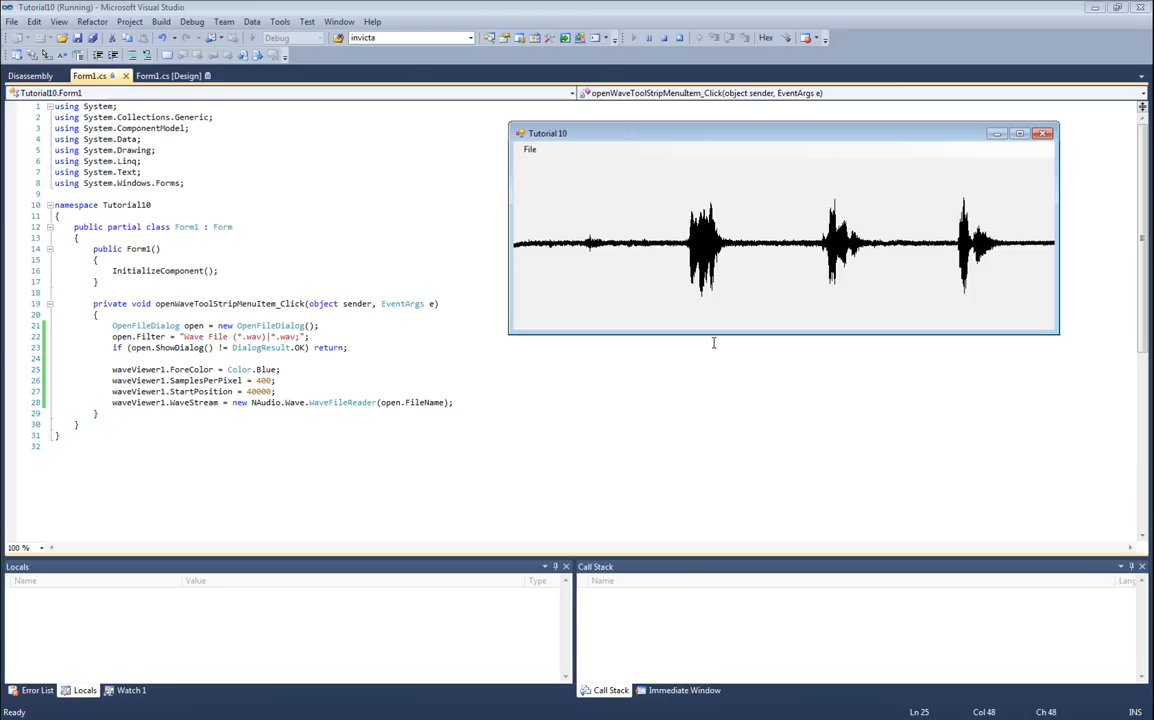 Tutorial10 (Running) - Microsoft Visual Studio
File Edit View Refactor Project Build Debug Team Data Tools Test Window Help
Debug invicta Hex
Disassembly Form1.cs Form1.cs [Design]
Tutorial10.Form1 openWaveToolStripMenuItem_Click(object sender, EventArgs e)
1 using System;
2 using System.Collections.Generic;
3 using System.ComponentModel;
4 using System.Data;
5 using System.Drawing;
6 using System.Linq;
7 using System.Text;
8 using System.Windows.Forms;
9
10 namespace Tutorial10
11 {
12 public partial class Form1 : Form
13 {
14 public Form1()
15 {
16 InitializeComponent();
17 }
18
19 private void openWaveToolStripMenuItem_Click(object sender, EventArgs e)
20 {
21 OpenFileDialog open = new OpenFileDialog();
22 open.Filter = "Wave File (*.wav)|*.wav;";
23 if (open.ShowDialog() != DialogResult.OK) return;
24
25 waveViewer1.ForeColor = Color.Blue;
26 waveViewer1.SamplesPerPixel = 400;
27 waveViewer1.StartPosition = 40000;
28 waveViewer1.WaveStream = new NAudio.Wave.WaveFileReader(open.FileName);
29 }
30 }
31 }
32
Tutorial 10
File
100 %
Locals
Name Value Type
Call Stack
Name Lang
Error List Locals Watch 1
Call Stack Immediate Window
Ready Ln 25 Col 48 Ch 48 INS